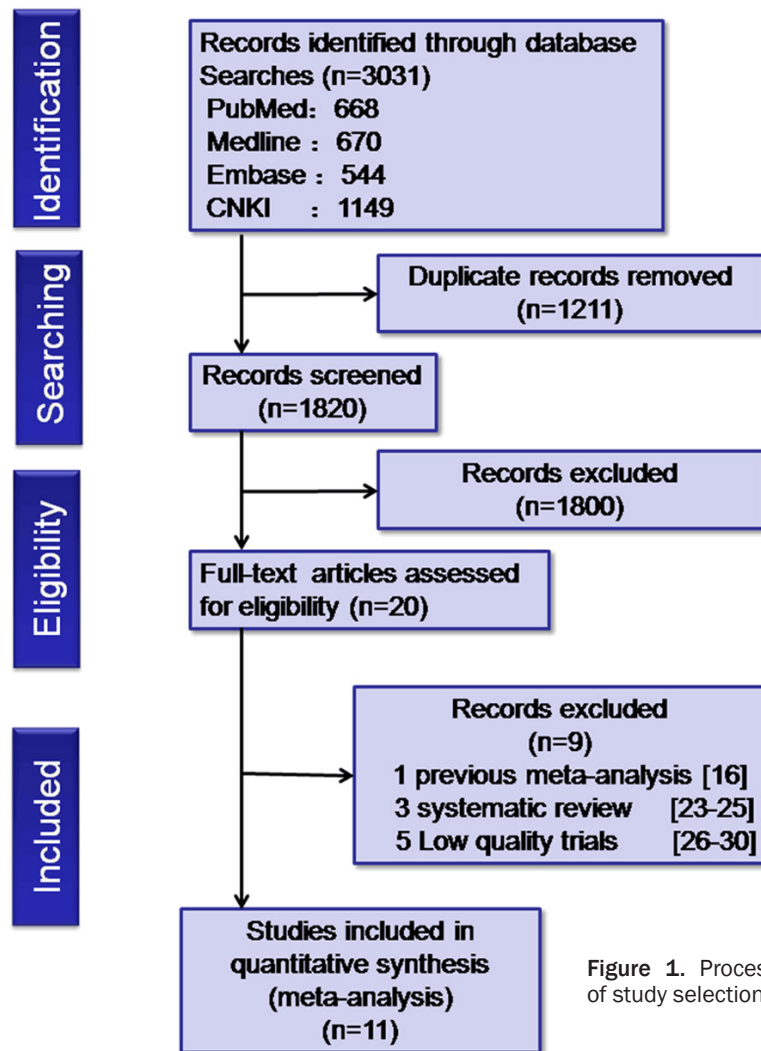 Identification
Records identified through database
Searches (n=3031)
PubMed: 668
Medline : 670
Embase : 544
CNKI : 1149
Searching
Duplicate records removed
(n=1211)
Records screened
(n=1820)
Records excluded
(n=1800)
Eligibility
Full-text articles assessed
for eligibility (n=20)
Records excluded
(n=9)
1 previous meta-analysis [16]
3 systematic review [23-25]
5 Low quality trials [26-30]
Included
Studies included in
quantitative synthesis
(meta-analysis)
(n=11)
Figure 1. Process
of study selection